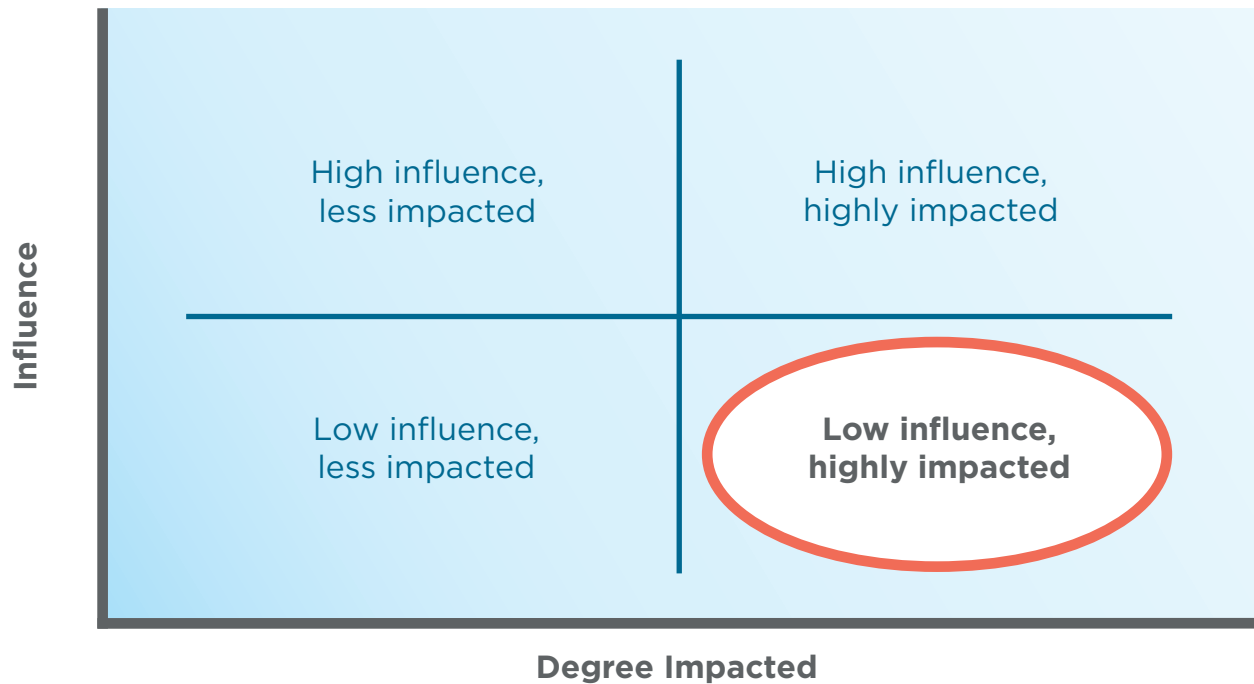 High influence,
less impacted
High influence,
highly impacted
Influence
Low influence,
less impacted
Low influence,
highly impacted
Degree Impacted